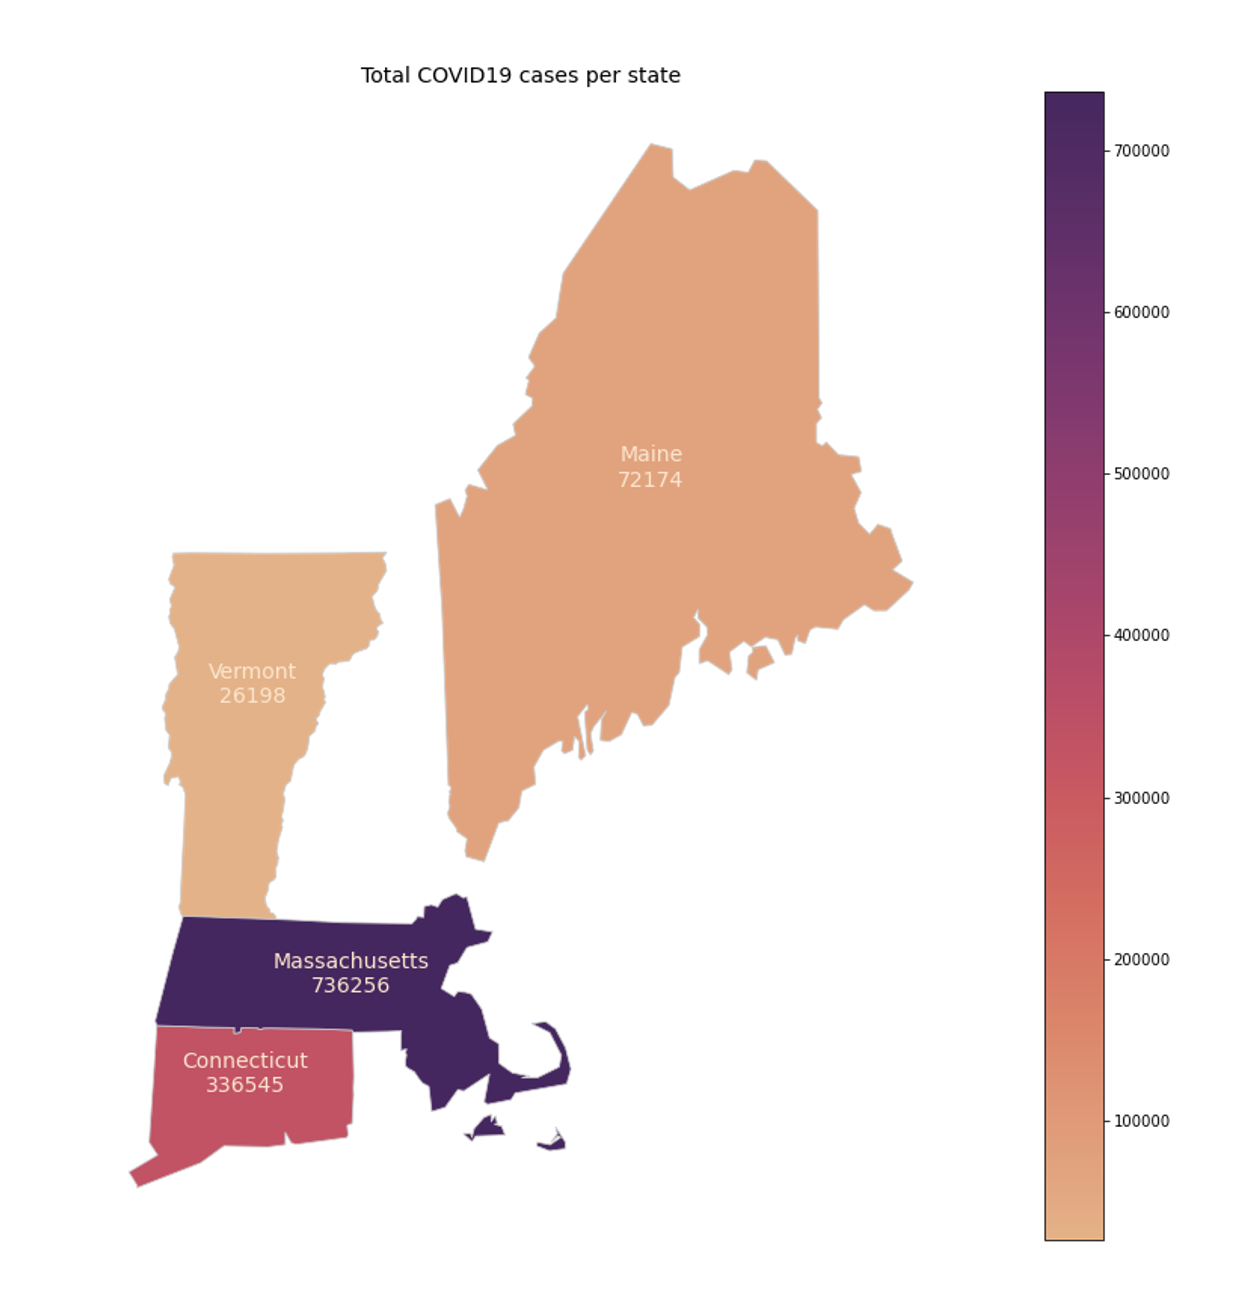 Total COVID19 cases per state
700000
600000
500000
400000
300000
200000
100000
Maine
72174
Vermont
26198
Massachusetts
736256
Connecticut
336545